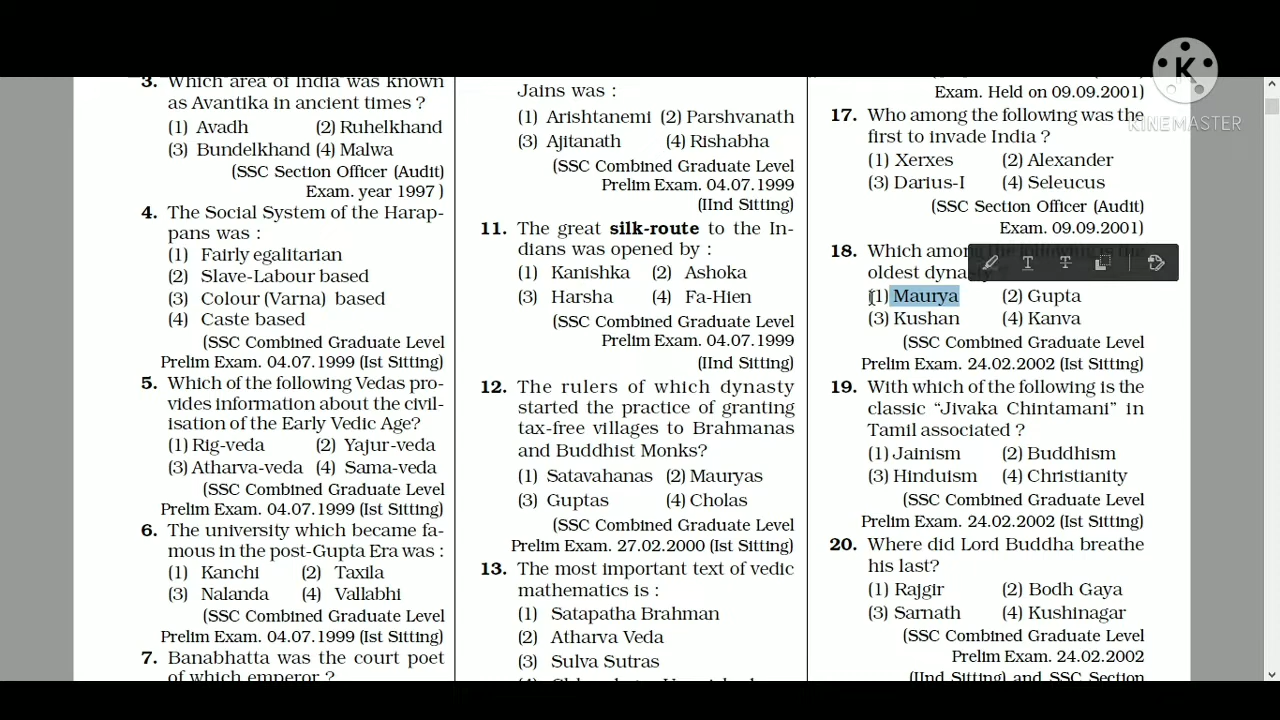 3. Which area of India was known
as Avantika in ancient times ?
(1) Avadh (2) Ruhelkhand
(3) Bundelkhand (4) Malwa
(SSC Section Officer (Audit)
Exam. year 1997 )
4. The Social System of the Harap-
pans was :
(1) Fairly egalitarian
(2) Slave-Labour based
(3) Colour (Varna) based
(4) Caste based
(SSC Combined Graduate Level
Prelim Exam. 04.07.1999 (Ist Sitting)
5. Which of the following Vedas pro-
vides information about the civil-
isation of the Early Vedic Age?
(1) Rig-veda (2) Yajur-veda
(3) Atharva-veda (4) Sama-veda
(SSC Combined Graduate Level
Prelim Exam. 04.07.1999 (Ist Sitting)
6. The university which became fa-
mous in the post-Gupta Era was :
(1) Kanchi (2) Taxila
(3) Nalanda (4) Vallabhi
(SSC Combined Graduate Level
Prelim Exam. 04.07.1999 (Ist Sitting)
7. Banabhatta was the court poet
of which emperor ?
Jains was :
(1) Arishtanemi (2) Parshvanath
(3) Ajitanath (4) Rishabha
(SSC Combined Graduate Level
Prelim Exam. 04.07.1999
(IInd Sitting)
11. The great silk-route to the In-
dians was opened by :
(1) Kanishka (2) Ashoka
(3) Harsha (4) Fa-Hien
(SSC Combined Graduate Level
Prelim Exam. 04.07.1999
(IInd Sitting)
12. The rulers of which dynasty
started the practice of granting
tax-free villages to Brahmanas
and Buddhist Monks?
(1) Satavahanas (2) Mauryas
(3) Guptas (4) Cholas
(SSC Combined Graduate Level
Prelim Exam. 27.02.2000 (Ist Sitting)
13. The most important text of vedic
mathematics is :
(1) Satapatha Brahman
(2) Atharva Veda
(3) Sulva Sutras
Exam. Held on 09.09.2001)
17. Who among the following was the
first to invade India ?
(1) Xerxes (2) Alexander
(3) Darius-I (4) Seleucus
(SSC Section Officer (Audit)
Exam. 09.09.2001)
18. Which among the following is the
oldest dynasty
(1) Maurya (2) Gupta
(3) Kushan (4) Kanva
(SSC Combined Graduate Level
Prelim Exam. 24.02.2002 (Ist Sitting)
19. With which of the following is the
classic “Jivaka Chintamani” in
Tamil associated ?
(1) Jainism (2) Buddhism
(3) Hinduism (4) Christianity
(SSC Combined Graduate Level
Prelim Exam. 24.02.2002 (Ist Sitting)
20. Where did Lord Buddha breathe
his last?
(1) Rajgir (2) Bodh Gaya
(3) Sarnath (4) Kushinagar
(SSC Combined Graduate Level
Prelim Exam. 24.02.2002
(IInd Sitting) and SSC Section
K
KINEMASTER